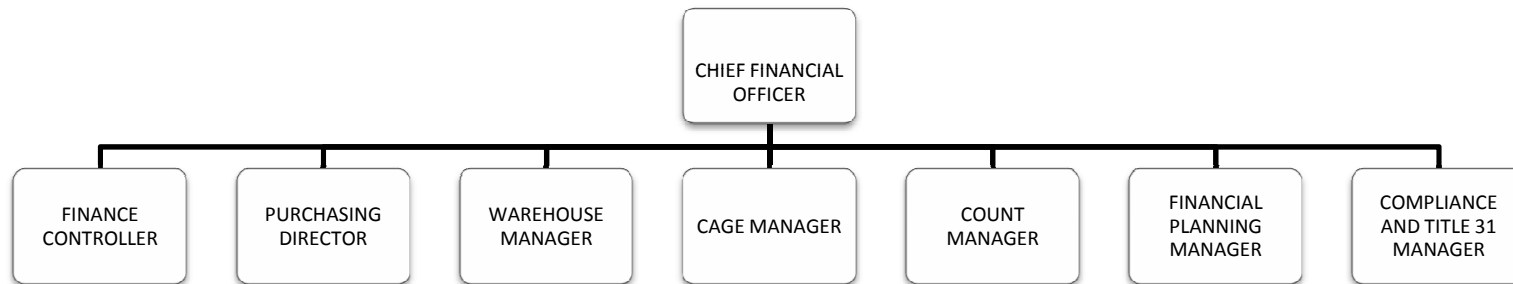 CHIEF FINANCIAL
OFFICER
FINANCE
CONTROLLER
PURCHASING
DIRECTOR
WAREHOUSE
MANAGER
CAGE MANAGER
COUNT
MANAGER
FINANCIAL
PLANNING
MANAGER
COMPLIANCE
AND TITLE 31
MANAGER